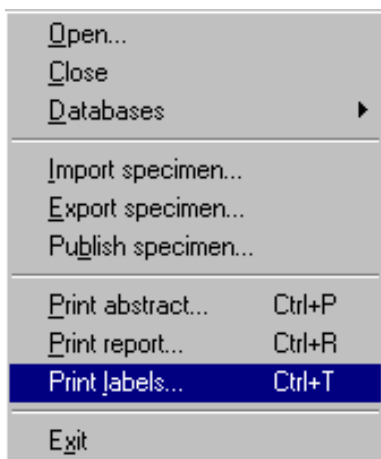 Open...
Close
Databases
Import specimen...
Export specimen...
Publish specimen...
Print abstract... Ctrl+P
Print report... Ctrl+R
Print labels... Ctrl+T
Exit